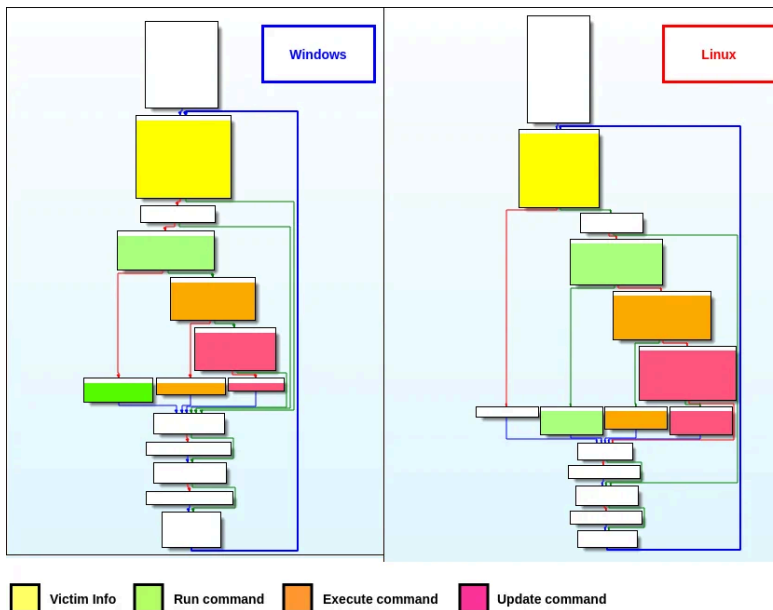 Windows
Linux
Victim Info
Run command
Execute command
Update command